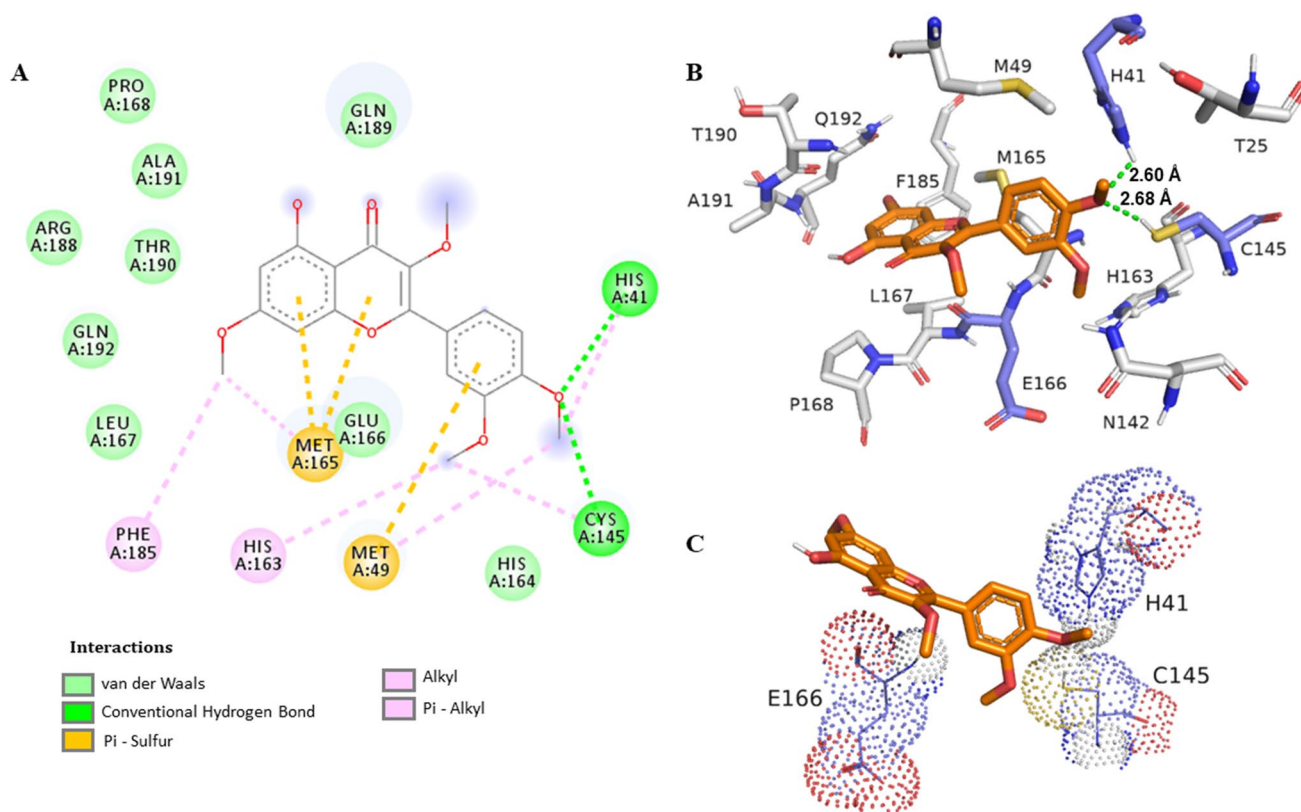 A
PRO
A:168
GLN
A:189
ALA
A:191
ARG
A:188
THR
A:190
GLN
A:192
LEU
A:167
HIS
A:41
O
O
O
O
O
O
O
MET
A:165
GLU
A:166
PHE
A:185
HIS
A:163
MET
A:49
HIS
A:164
CYS
A:145
Interactions
van der Waals
Conventional Hydrogen Bond
Pi - Sulfur
Alkyl
Pi - Alkyl
B
M49
H41
T25
T190
Q192
A191
F185
M165
2.60 Å
2.68 Å
C145
H163
L167
E166
P168
N142
C
H41
C145
E166